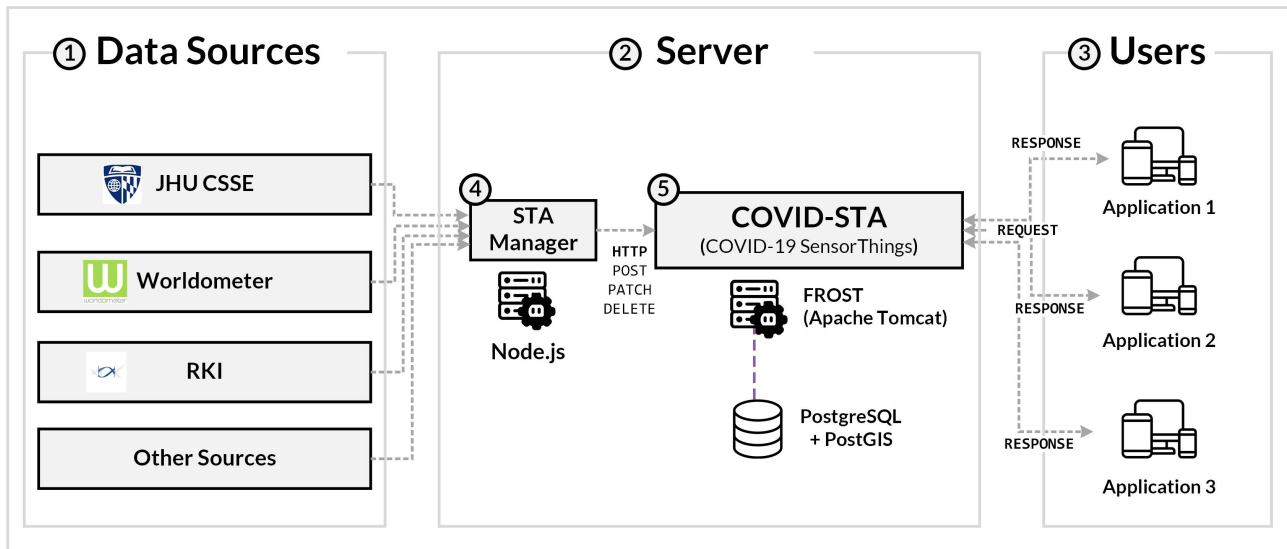 1 Data Sources
JHU CSSE
W
worldometer
Worldometer
RKI
Other Sources
2 Server
4
STA
Manager
Node.js
HTTP
POST
PATCH
DELETE
5
COVID-STA
(COVID-19 SensorThings)
FROST
(Apache Tomcat)
PostgreSQL
+ PostGIS
3 Users
RESPONSE
Application 1
REQUEST
RESPONSE
Application 2
RESPONSE
Application 3